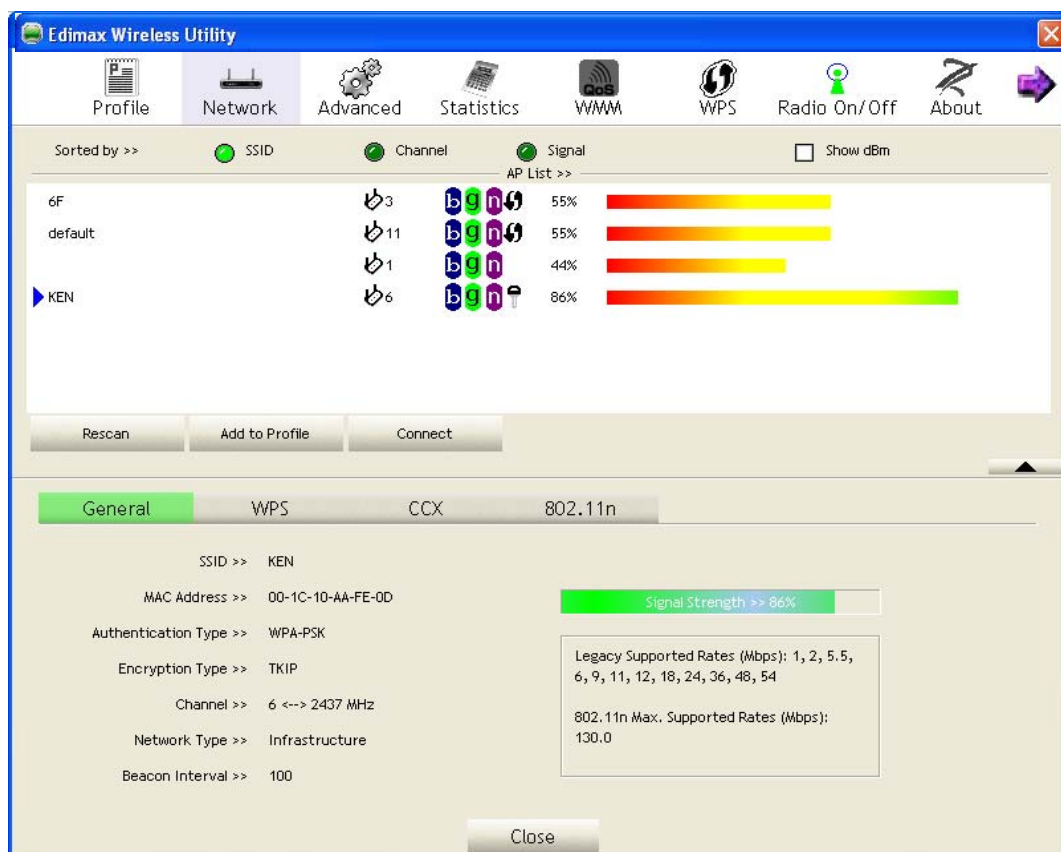 Edimax Wireless Utility
Profile Network Advanced Statistics QoS WMM WPS Radio On/Off About
Sorted by >> SSID Channel Signal Show dBm
AP List >>
6F 3 b g n 55%
default 11 b g n 55%
1 b g n 44%
KEN 6 b g n 86%
Rescan Add to Profile Connect
General WPS CCX 802.11n
SSID >> KEN
MAC Address >> 00-1C-10-AA-FE-0D
Signal Strength >> 86%
Authentication Type >> WPA-PSK
Encryption Type >> TKIP
Channel >> 6 <--> 2437 MHz
Network Type >> Infrastructure
Beacon Interval >> 100
Legacy Supported Rates (Mbps): 1, 2, 5.5,
6, 9, 11, 12, 18, 24, 36, 48, 54
802.11n Max. Supported Rates (Mbps):
130.0
Close